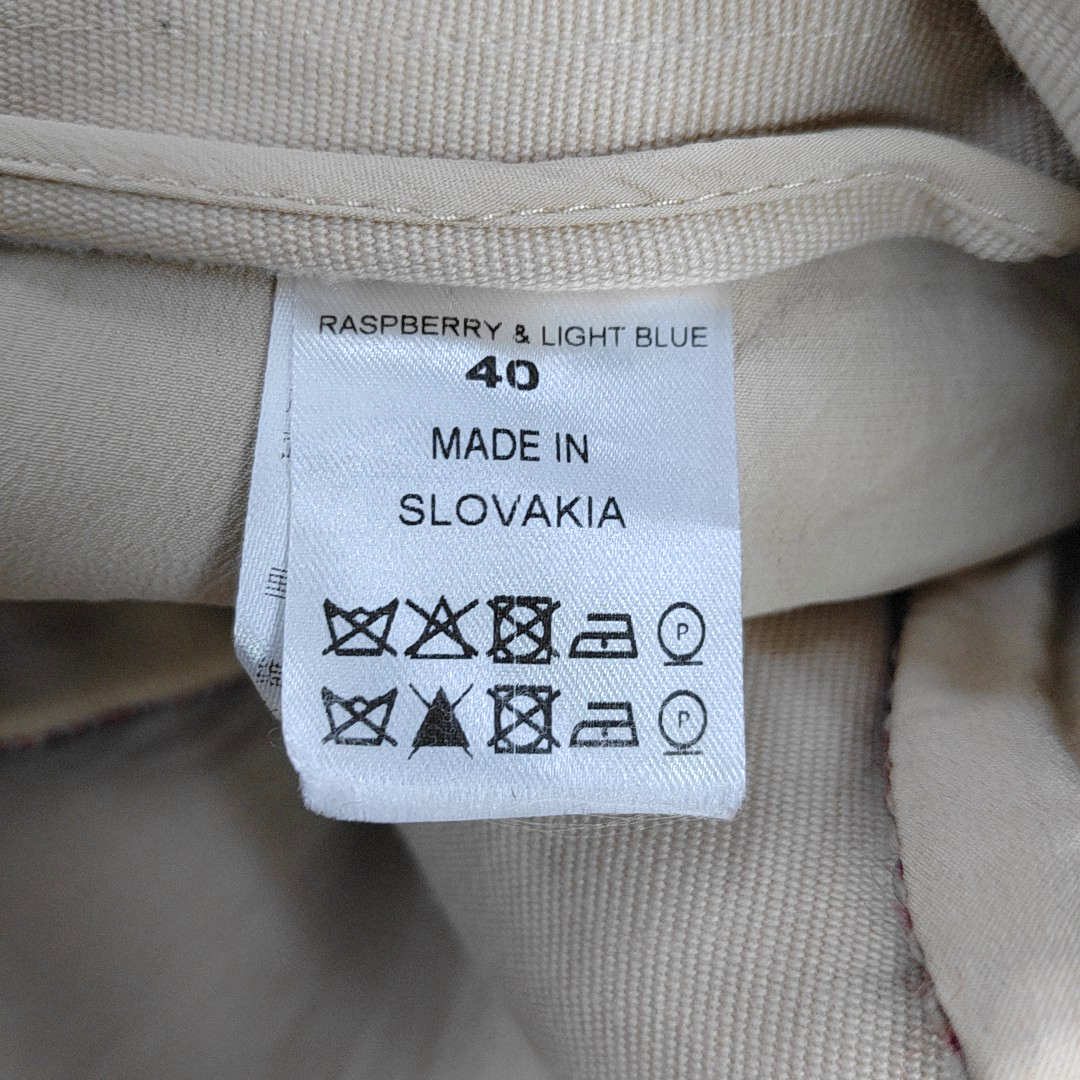 RASPBERRY & LIGHT BLUE
40
MADE IN
SLOVAKIA
P
P